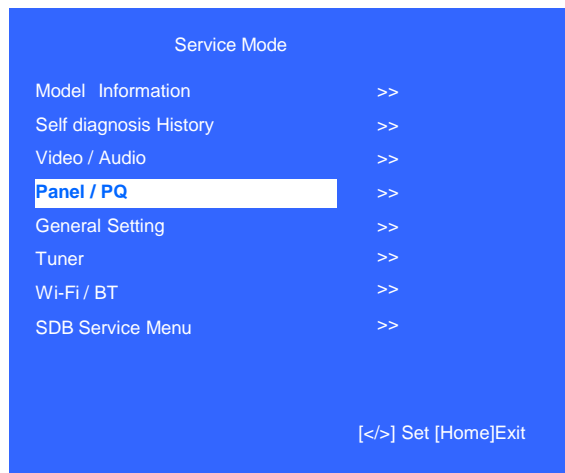 Service Mode
Model Information >>
Self diagnosis History >>
Video / Audio >>
Panel / PQ >>
General Setting >>
Tuner >>
Wi-Fi / BT >>
SDB Service Menu >>
[</>] Set [Home]Exit